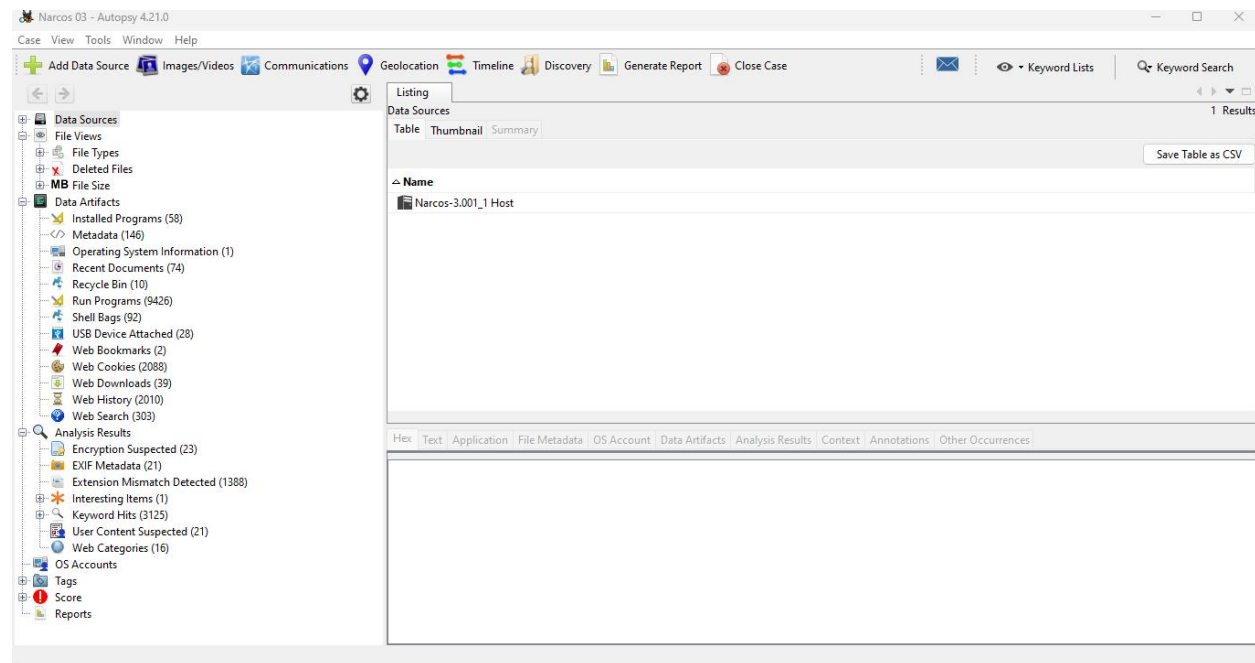 Narcos 03 - Autopsy 4.21.0
Case View Tools Window Help
Add Data Source Images/Videos Communications Geolocation Timeline Discovery Generate Report Close Case Keyword Lists Keyword Search
Listing
Data Sources 1 Results
Table Thumbnail Summary
Save Table as CSV
Name
Narcos-3.001_1 Host
Data Sources
File Views
File Types
Deleted Files
MB File Size
Data Artifacts
Installed Programs (58)
Metadata (146)
Operating System Information (1)
Recent Documents (74)
Recycle Bin (10)
Run Programs (9426)
Shell Bags (92)
USB Device Attached (28)
Web Bookmarks (2)
Web Cookies (2088)
Web Downloads (39)
Web History (2010)
Web Search (303)
Analysis Results
Encryption Suspected (23)
EXIF Metadata (21)
Extension Mismatch Detected (1388)
Interesting Items (1)
Keyword Hits (3125)
User Content Suspected (21)
Web Categories (16)
OS Accounts
Tags
Score
Reports
Hex Text Application File Metadata OS Account Data Artifacts Analysis Results Context Annotations Other Occurrences